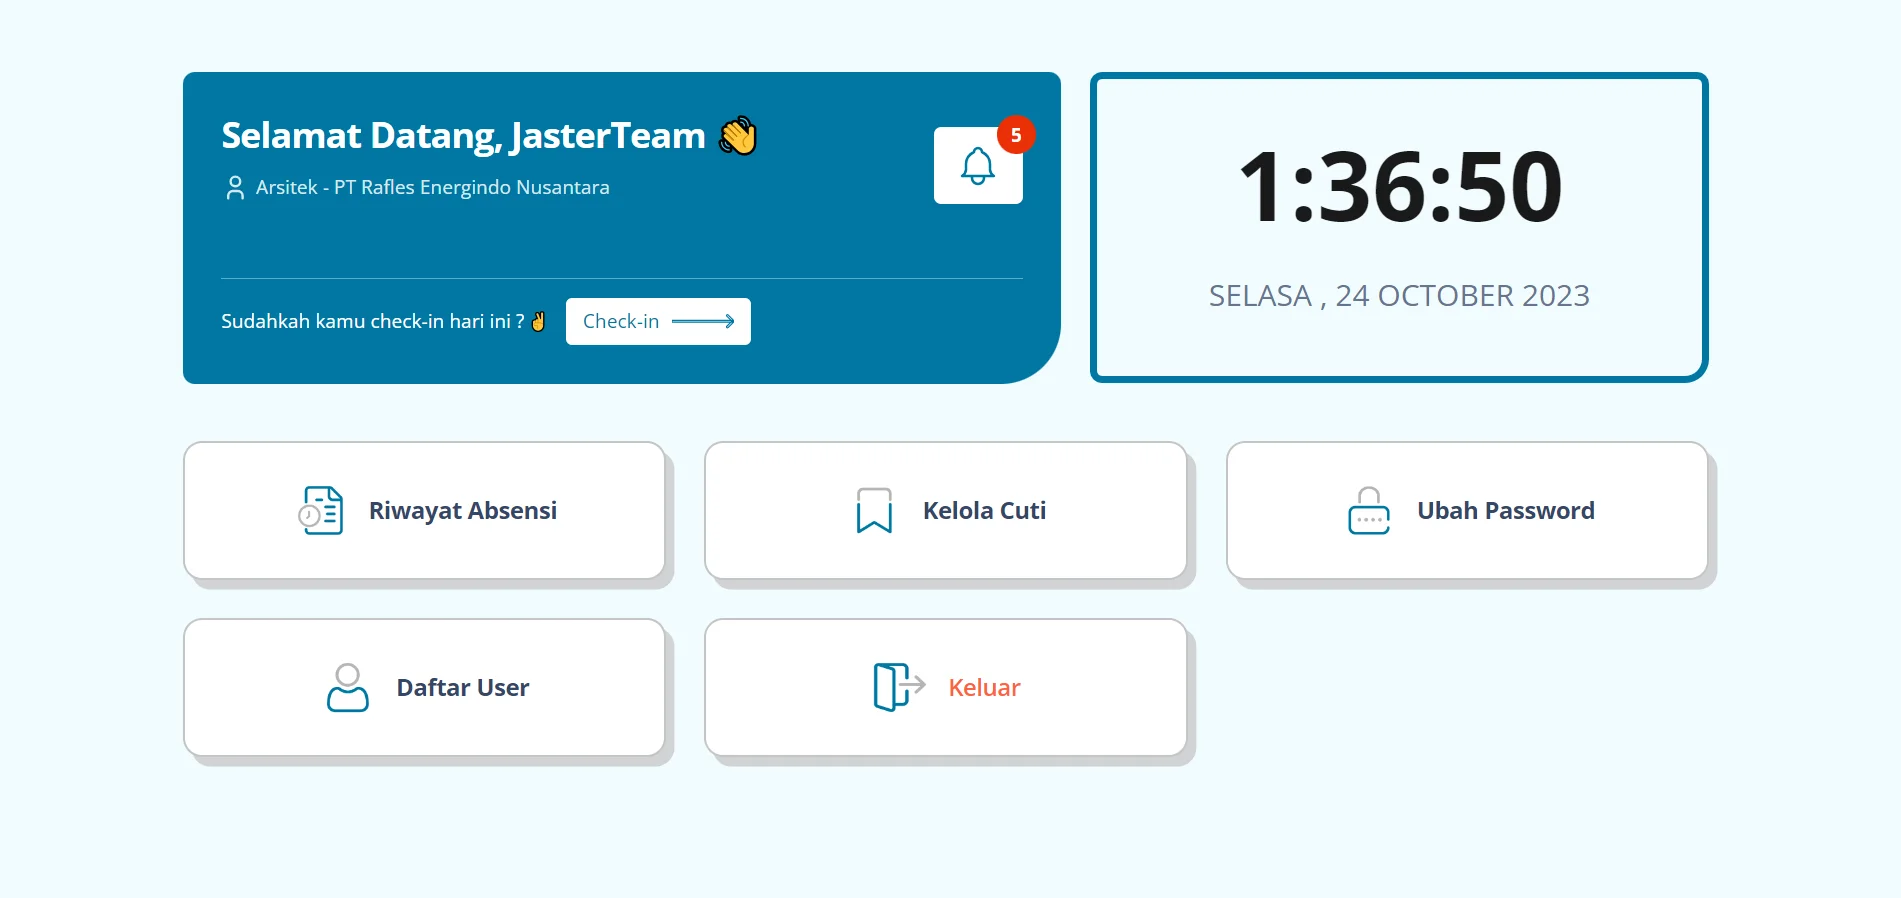 Selamat Datang, JasterTeam 👋
Arsitek - PT Rafles Energindo Nusantara
5
Sudahkah kamu check-in hari ini ? ✌
Check-in
1:36:50
SELASA , 24 OCTOBER 2023
Riwayat Absensi
Kelola Cuti
Ubah Password
Daftar User
Keluar